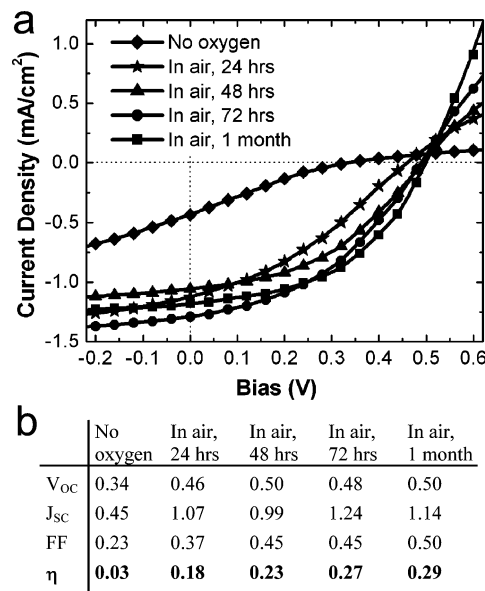 a
No oxygen
In air, 24 hrs
In air, 48 hrs
In air, 72 hrs
In air, 1 month
Current Density (mA/cm²)
1.0
0.5
0.0
-0.5
-1.0
-1.5
-0.2 -0.1 0.0 0.1 0.2 0.3 0.4 0.5 0.6
Bias (V)
b
No oxygen In air, 24 hrs In air, 48 hrs In air, 72 hrs In air, 1 month
V_OC 0.34 0.46 0.50 0.48 0.50
J_SC 0.45 1.07 0.99 1.24 1.14
FF 0.23 0.37 0.45 0.45 0.50
η 0.03 0.18 0.23 0.27 0.29